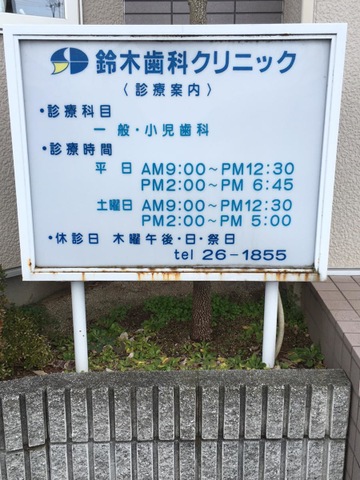 鈴木歯科クリニック
〈診療案内〉
・診療科目
一般・小児歯科
・診療時間
平日 AM9:00～PM12:30
PM2:00～PM 6:45
土曜日 AM9:00～PM12:30
PM2:00～PM 5:00
・休診日 木曜午後・日・祭日
tel 26-1855